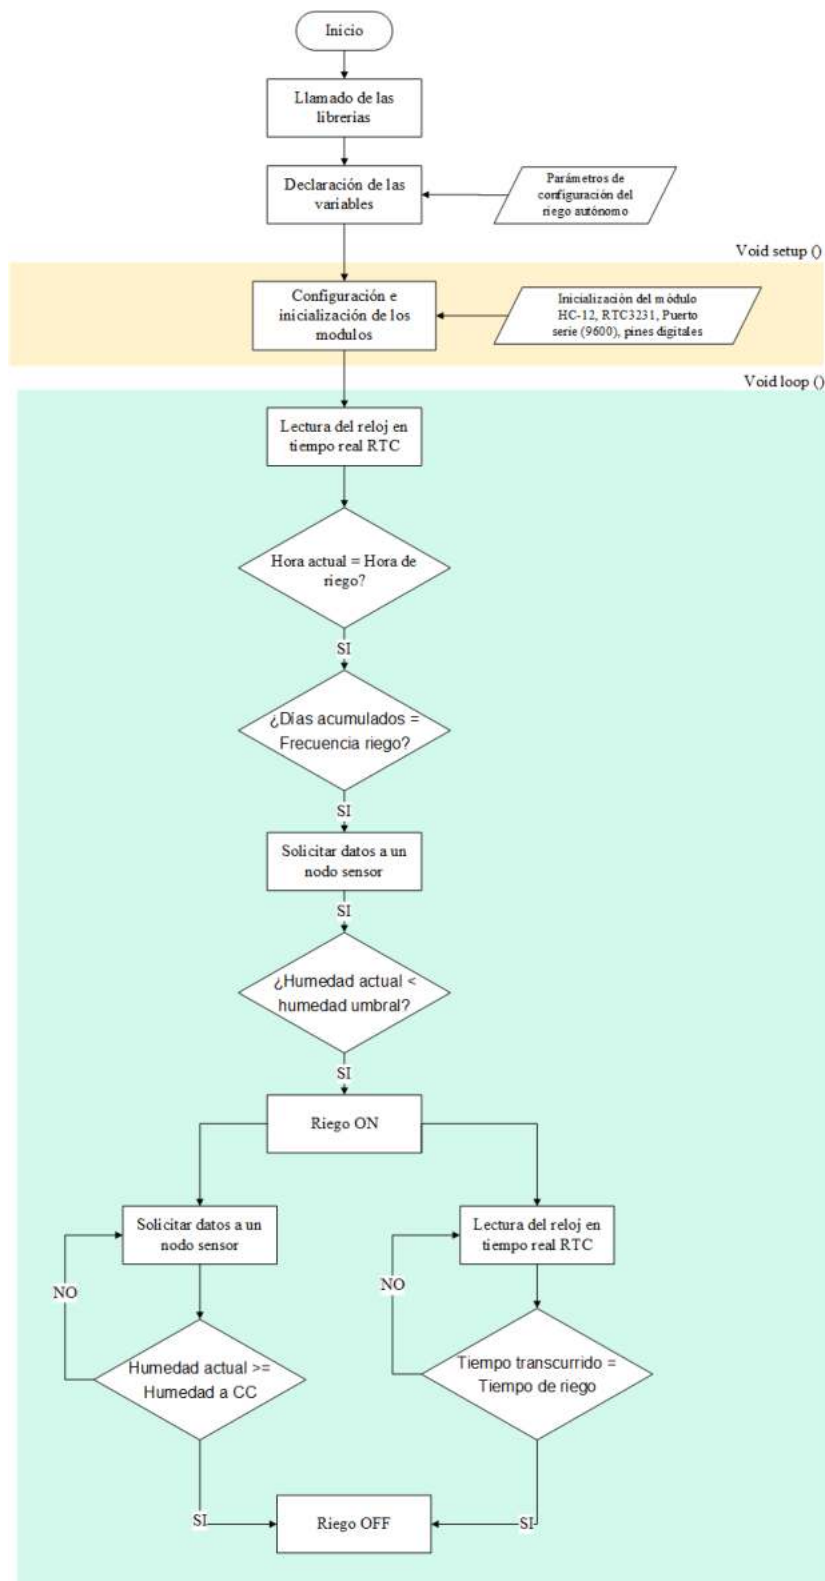 Inicio
Llamado de las
librerias
Declaración de las
variables
Parámetros de
configuración del
riego autónomo
Void setup ()
Configuración e
inicialización de los
modulos
Inicialización del módulo
HC-12, RTC3231, Puerto
serie (9600), pines digitales
Void loop ()
Lectura del reloj en
tiempo real RTC
Hora actual = Hora de
riego?
SI
¿Días acumulados =
Frecuencia riego?
SI
Solicitar datos a un
nodo sensor
SI
¿Humedad actual <
humedad umbral?
SI
Riego ON
Solicitar datos a un
nodo sensor
Lectura del reloj en
tiempo real RTC
NO
NO
Humedad actual >=
Humedad a CC
Tiempo transcurrido =
Tiempo de riego
SI
Riego OFF
SI